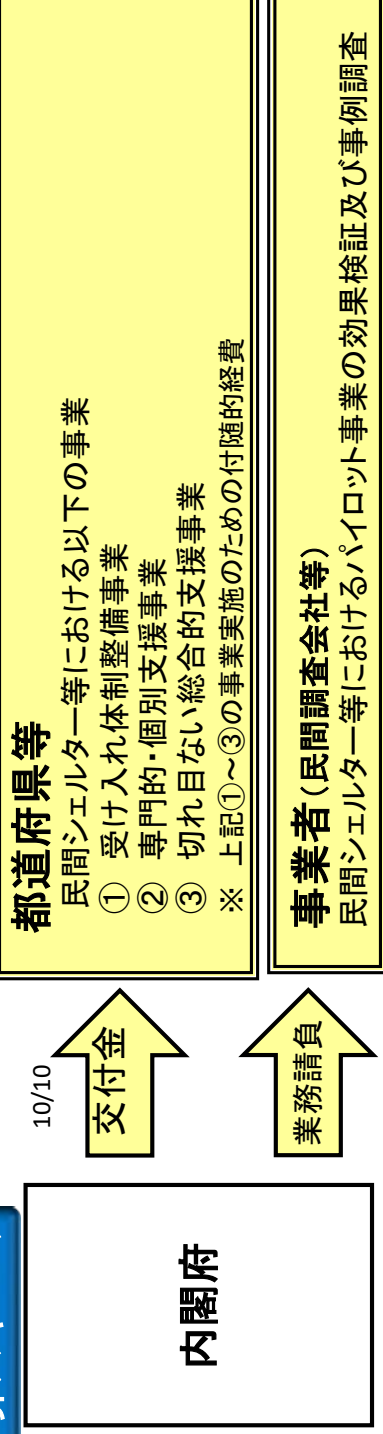 内閣府
10/10
交付金
業務請負
都道府県等
民間シェルター等における以下の事業
① 受け入れ体制整備事業
② 専門的・個別支援事業
③ 切れ目ない総合的支援事業
※ 上記①～③の事業実施のための付随的経費
事業者(民間調査会社等)
民間シェルター等におけるパイロット事業の効果検証及び事例調査